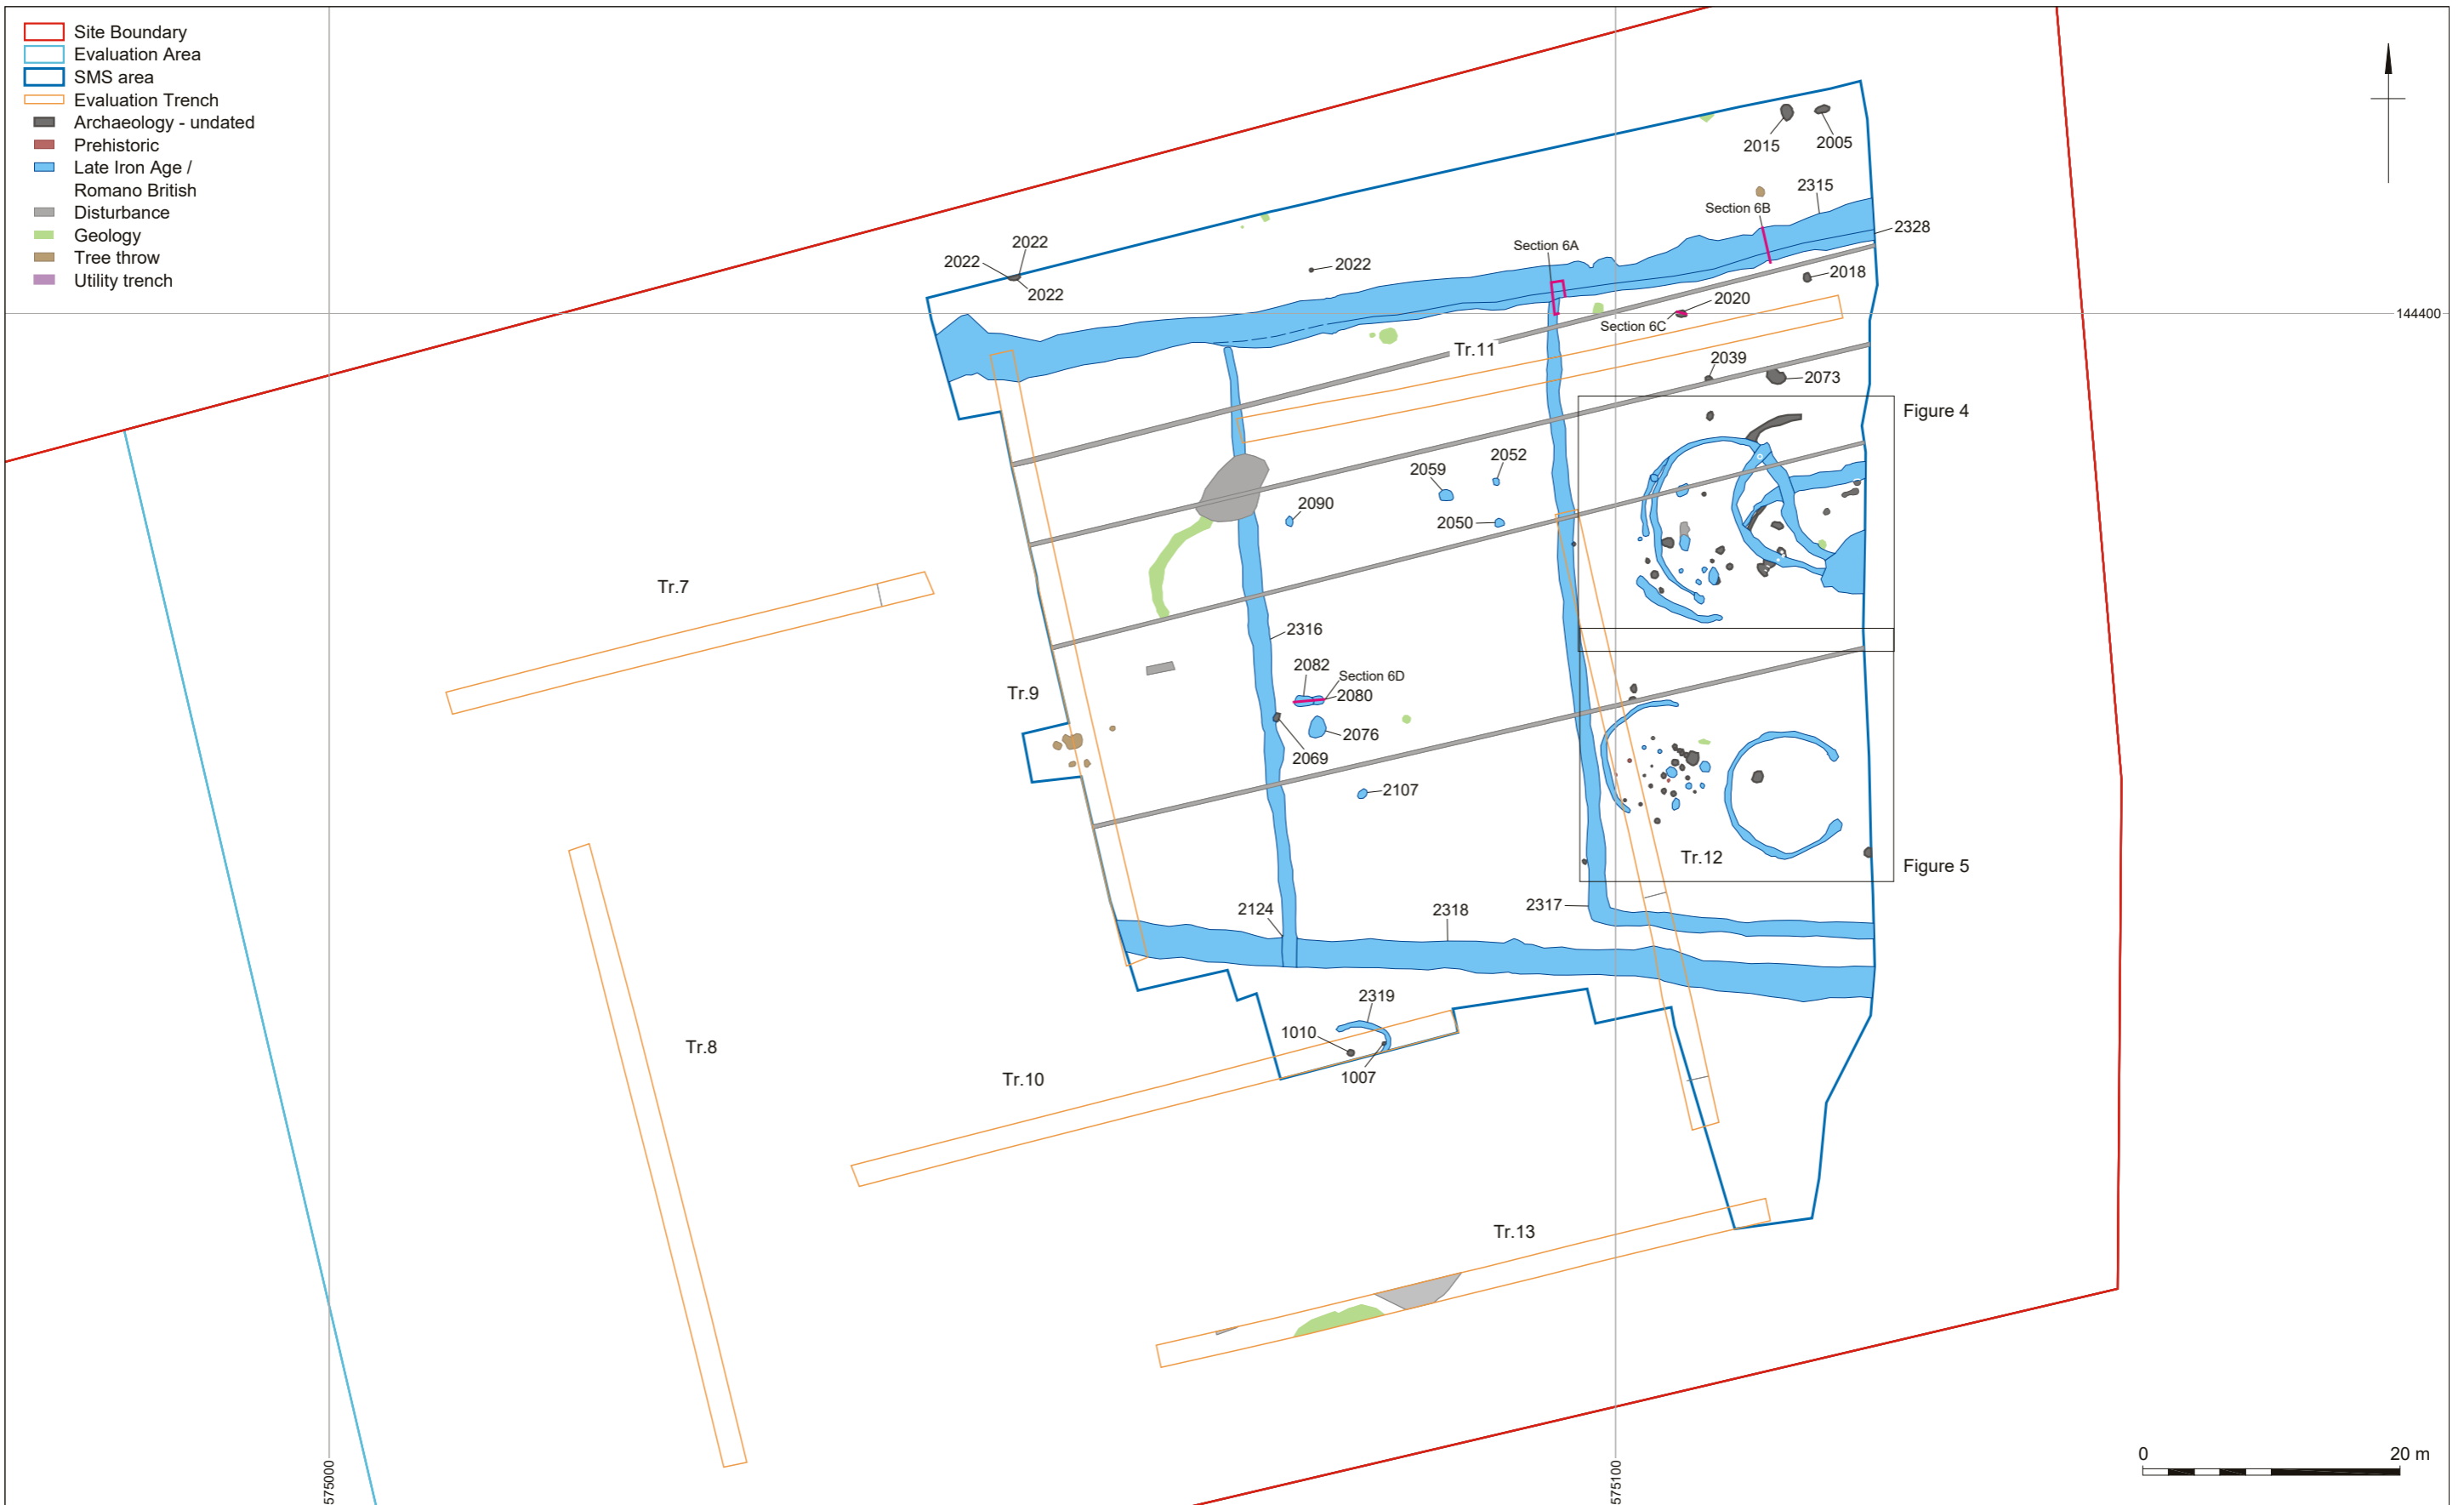 Site Boundary
Evaluation Area
SMS area
Evaluation Trench
Archaeology - undated
Prehistoric
Late Iron Age /
Romano British
Disturbance
Geology
Tree throw
Utility trench
2015
2005
2315
Section 6B
2328
2022
2022
2022
2022
Section 6A
2018
2020
Section 6C
144400
Tr.11
2039
2073
Figure 4
2059
2052
2090
2050
Tr.7
2316
2082
Section 6D
2080
Tr.9
2076
2069
2107
Tr.12
Figure 5
2124
2318
2317
2319
1010
1007
Tr.8
Tr.10
Tr.13
0
20 m
575000
575100